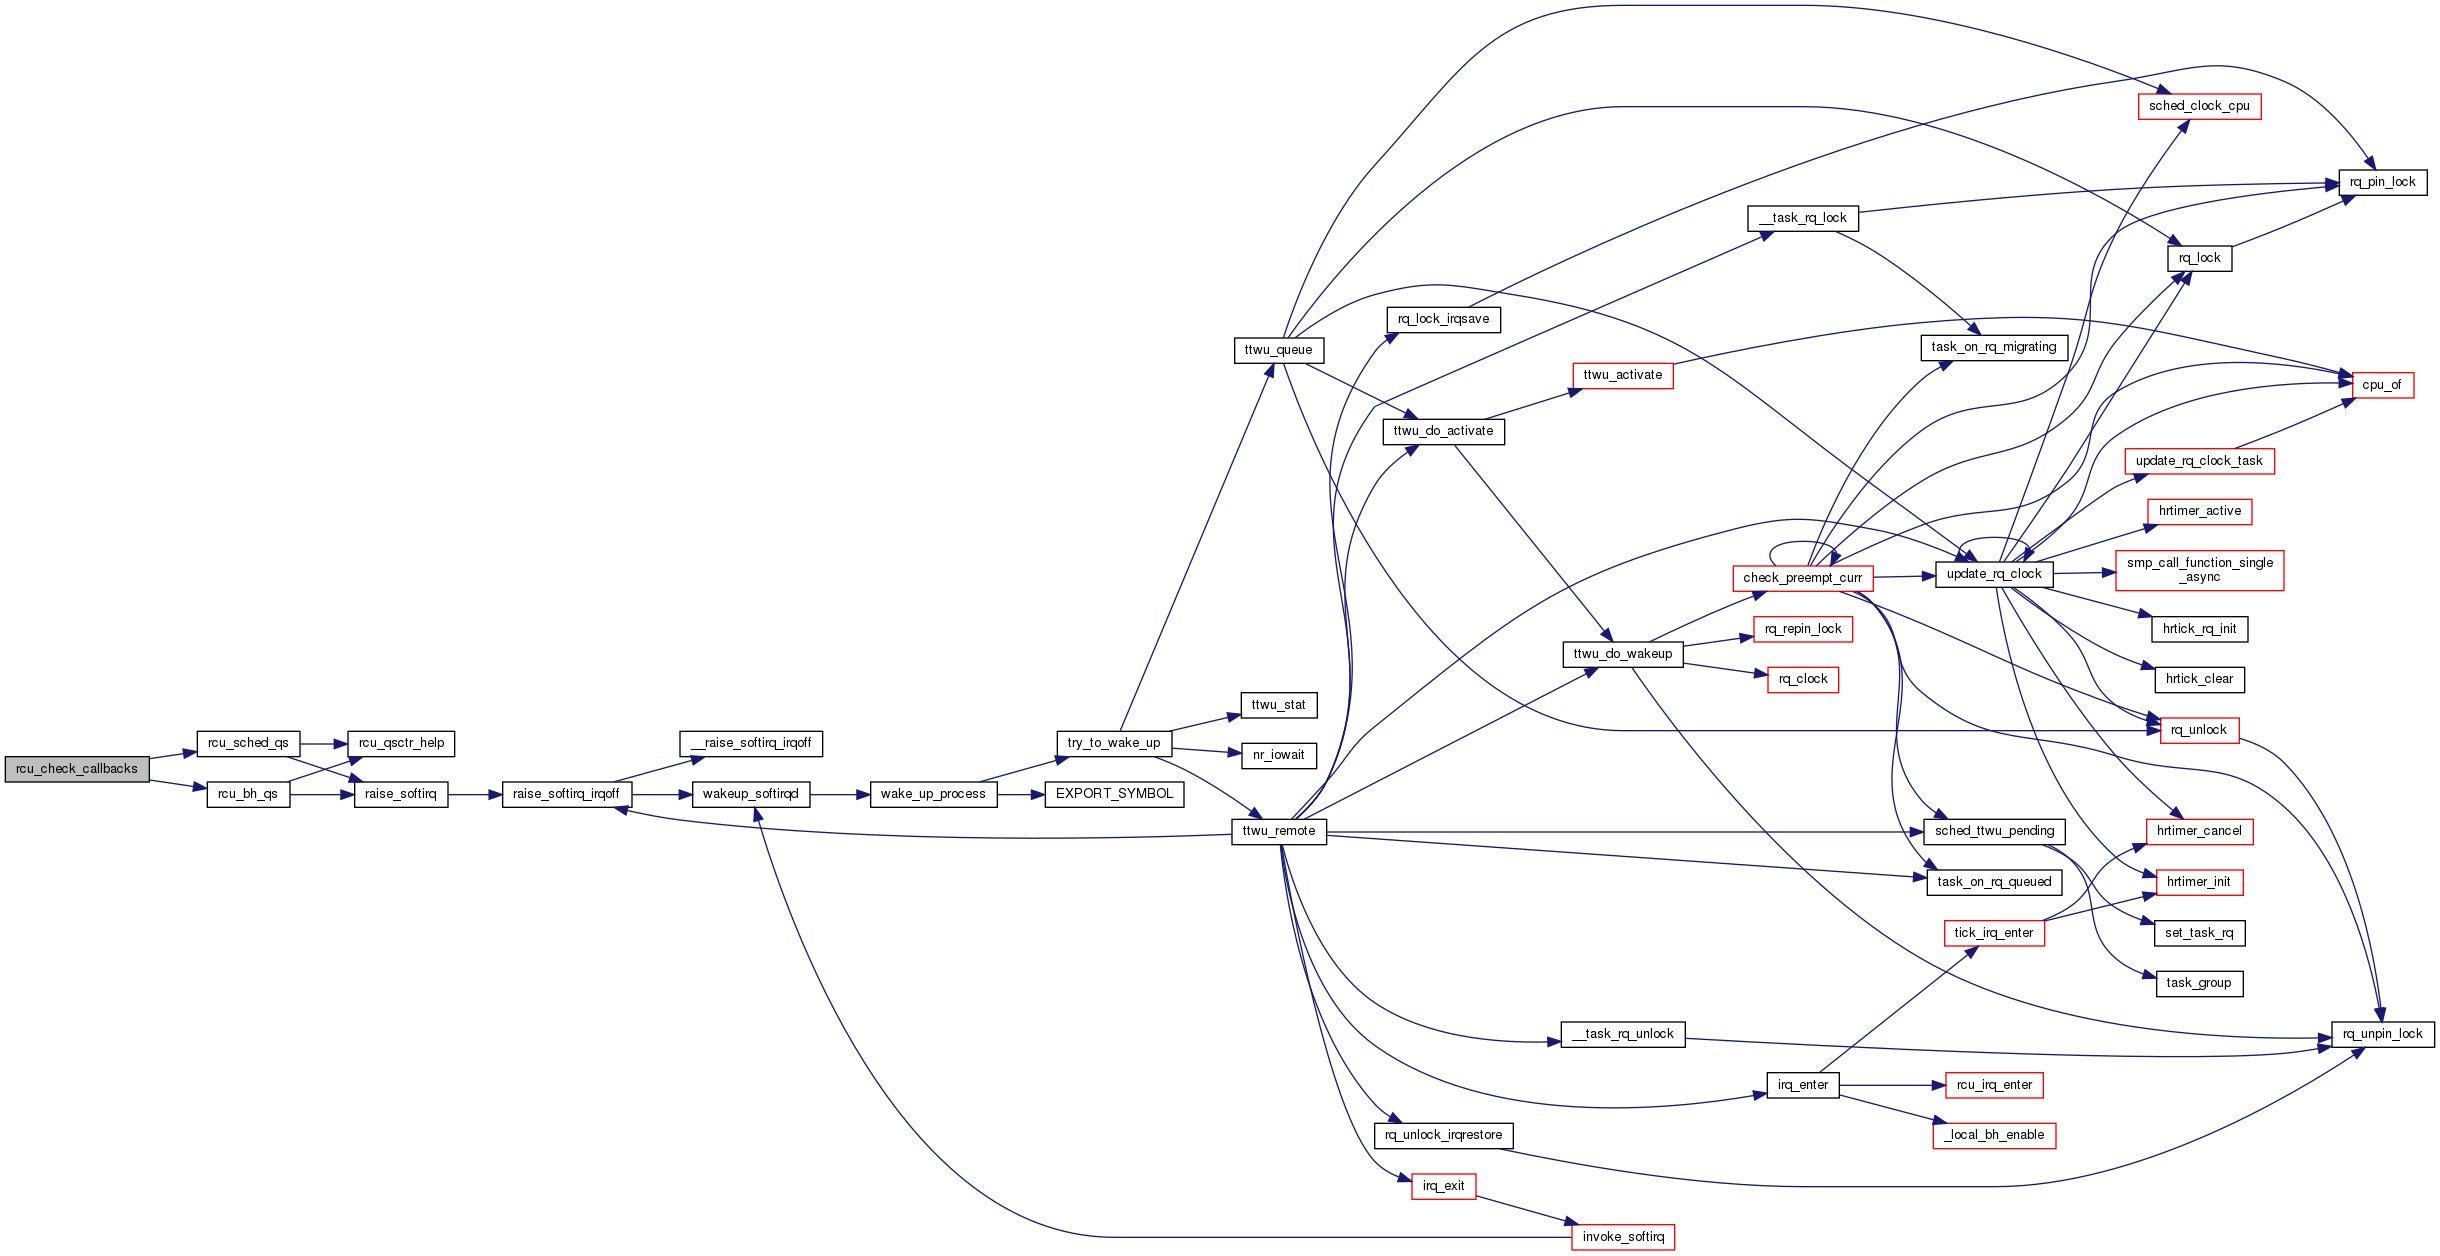 rcu_check_callbacks
rcu_sched_qs
rcu_bh_qs
rcu_qsctr_help
raise_softirq
raise_softirq_irqoff
__raise_softirq_irqoff
wakeup_softirqd
wake_up_process
try_to_wake_up
EXPORT_SYMBOL
ttwu_queue
ttwu_stat
nr_iowait
ttwu_remote
rq_lock_irqsave
ttwu_do_activate
rq_unlock_irqrestore
irq_exit
ttwu_activate
ttwu_do_wakeup
__task_rq_unlock
invoke_softirq
__task_rq_lock
check_preempt_curr
rq_repin_lock
rq_clock
irq_enter
task_on_rq_migrating
update_rq_clock
sched_ttwu_pending
task_on_rq_queued
tick_irq_enter
rcu_irq_enter
_local_bh_enable
sched_clock_cpu
rq_lock
update_rq_clock_task
hrtimer_active
smp_call_function_single
_async
hrtick_rq_init
hrtick_clear
rq_unlock
hrtimer_cancel
hrtimer_init
set_task_rq
task_group
rq_pin_lock
cpu_of
rq_unpin_lock